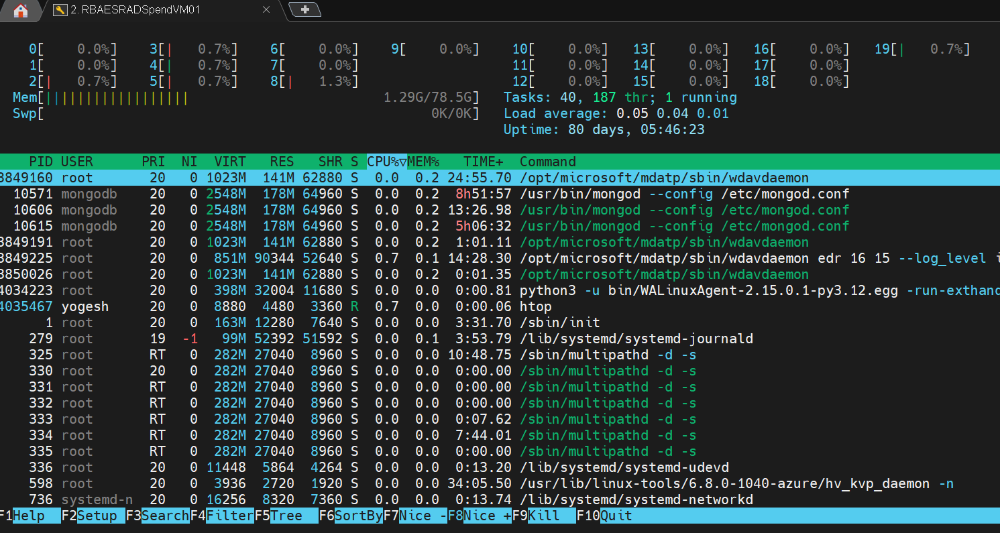 2. RBAESRADSpendVM01
0[ 0.0%] 3[| 0.7%] 6[ 0.0%] 9[ 0.0%] 10[ 0.0%] 13[ 0.0%] 16[ 0.0%] 19[| 0.7%]
1[ 0.0%] 4[| 0.7%] 7[ 0.0%] 11[ 0.0%] 14[ 0.0%] 17[ 0.0%]
2[| 0.7%] 5[| 0.7%] 8[| 1.3%] 12[ 0.0%] 15[ 0.0%] 18[ 0.0%]
Mem[|||||||||||||||||| 1.29G/78.5G] Tasks: 40, 187 thr; 1 running
Swp[ 0K/0K] Load average: 0.05 0.04 0.01
Uptime: 80 days, 05:46:23
PID USER PRI NI VIRT RES SHR S CPU%▽MEM% TIME+ Command
3849160 root 20 0 1023M 141M 62880 S 0.0 0.2 24:55.70 /opt/microsoft/mdatp/sbin/wdavdaemon
10571 mongodb 20 0 2548M 178M 64960 S 0.0 0.2 8h51:57 /usr/bin/mongod --config /etc/mongod.conf
10606 mongodb 20 0 2548M 178M 64960 S 0.0 0.2 13:26.98 /usr/bin/mongod --config /etc/mongod.conf
10615 mongodb 20 0 2548M 178M 64960 S 0.0 0.2 5h06:32 /usr/bin/mongod --config /etc/mongod.conf
3849191 root 20 0 1023M 141M 62880 S 0.0 0.2 1:01.11 /opt/microsoft/mdatp/sbin/wdavdaemon
3849225 root 20 0 851M 90344 52640 S 0.7 0.1 14:28.30 /opt/microsoft/mdatp/sbin/wdavdaemon edr 16 15 --log_level i
3850026 root 20 0 1023M 141M 62880 S 0.0 0.2 0:01.35 /opt/microsoft/mdatp/sbin/wdavdaemon
4034223 root 20 0 398M 32004 11680 S 0.0 0.0 0:00.81 python3 -u bin/WALinuxAgent-2.15.0.1-py3.12.egg -run-exthand
4035467 yogesh 20 0 8880 4480 3360 R 0.7 0.0 0:00.06 htop
1 root 20 0 163M 12280 7640 S 0.0 0.0 3:31.70 /sbin/init
279 root 19 -1 99M 52392 51592 S 0.0 0.1 3:53.79 /lib/systemd/systemd-journald
325 root RT 0 282M 27040 8960 S 0.0 0.0 10:48.75 /sbin/multipathd -d -s
330 root 20 0 282M 27040 8960 S 0.0 0.0 0:00.00 /sbin/multipathd -d -s
331 root RT 0 282M 27040 8960 S 0.0 0.0 0:00.00 /sbin/multipathd -d -s
332 root RT 0 282M 27040 8960 S 0.0 0.0 0:00.00 /sbin/multipathd -d -s
333 root RT 0 282M 27040 8960 S 0.0 0.0 0:07.62 /sbin/multipathd -d -s
334 root RT 0 282M 27040 8960 S 0.0 0.0 7:44.01 /sbin/multipathd -d -s
335 root RT 0 282M 27040 8960 S 0.0 0.0 0:00.00 /sbin/multipathd -d -s
336 root 20 0 11448 5864 4264 S 0.0 0.0 0:13.20 /lib/systemd/systemd-udevd
598 root 20 0 3936 2720 1920 S 0.0 0.0 34:05.50 /usr/lib/linux-tools/6.8.0-1040-azure/hv_kvp_daemon -n
736 systemd-n 20 0 16256 8320 7360 S 0.0 0.0 0:13.74 /lib/systemd/systemd-networkd
F1Help F2Setup F3SearchF4FilterF5Tree F6SortByF7Nice -F8Nice +F9Kill F10Quit